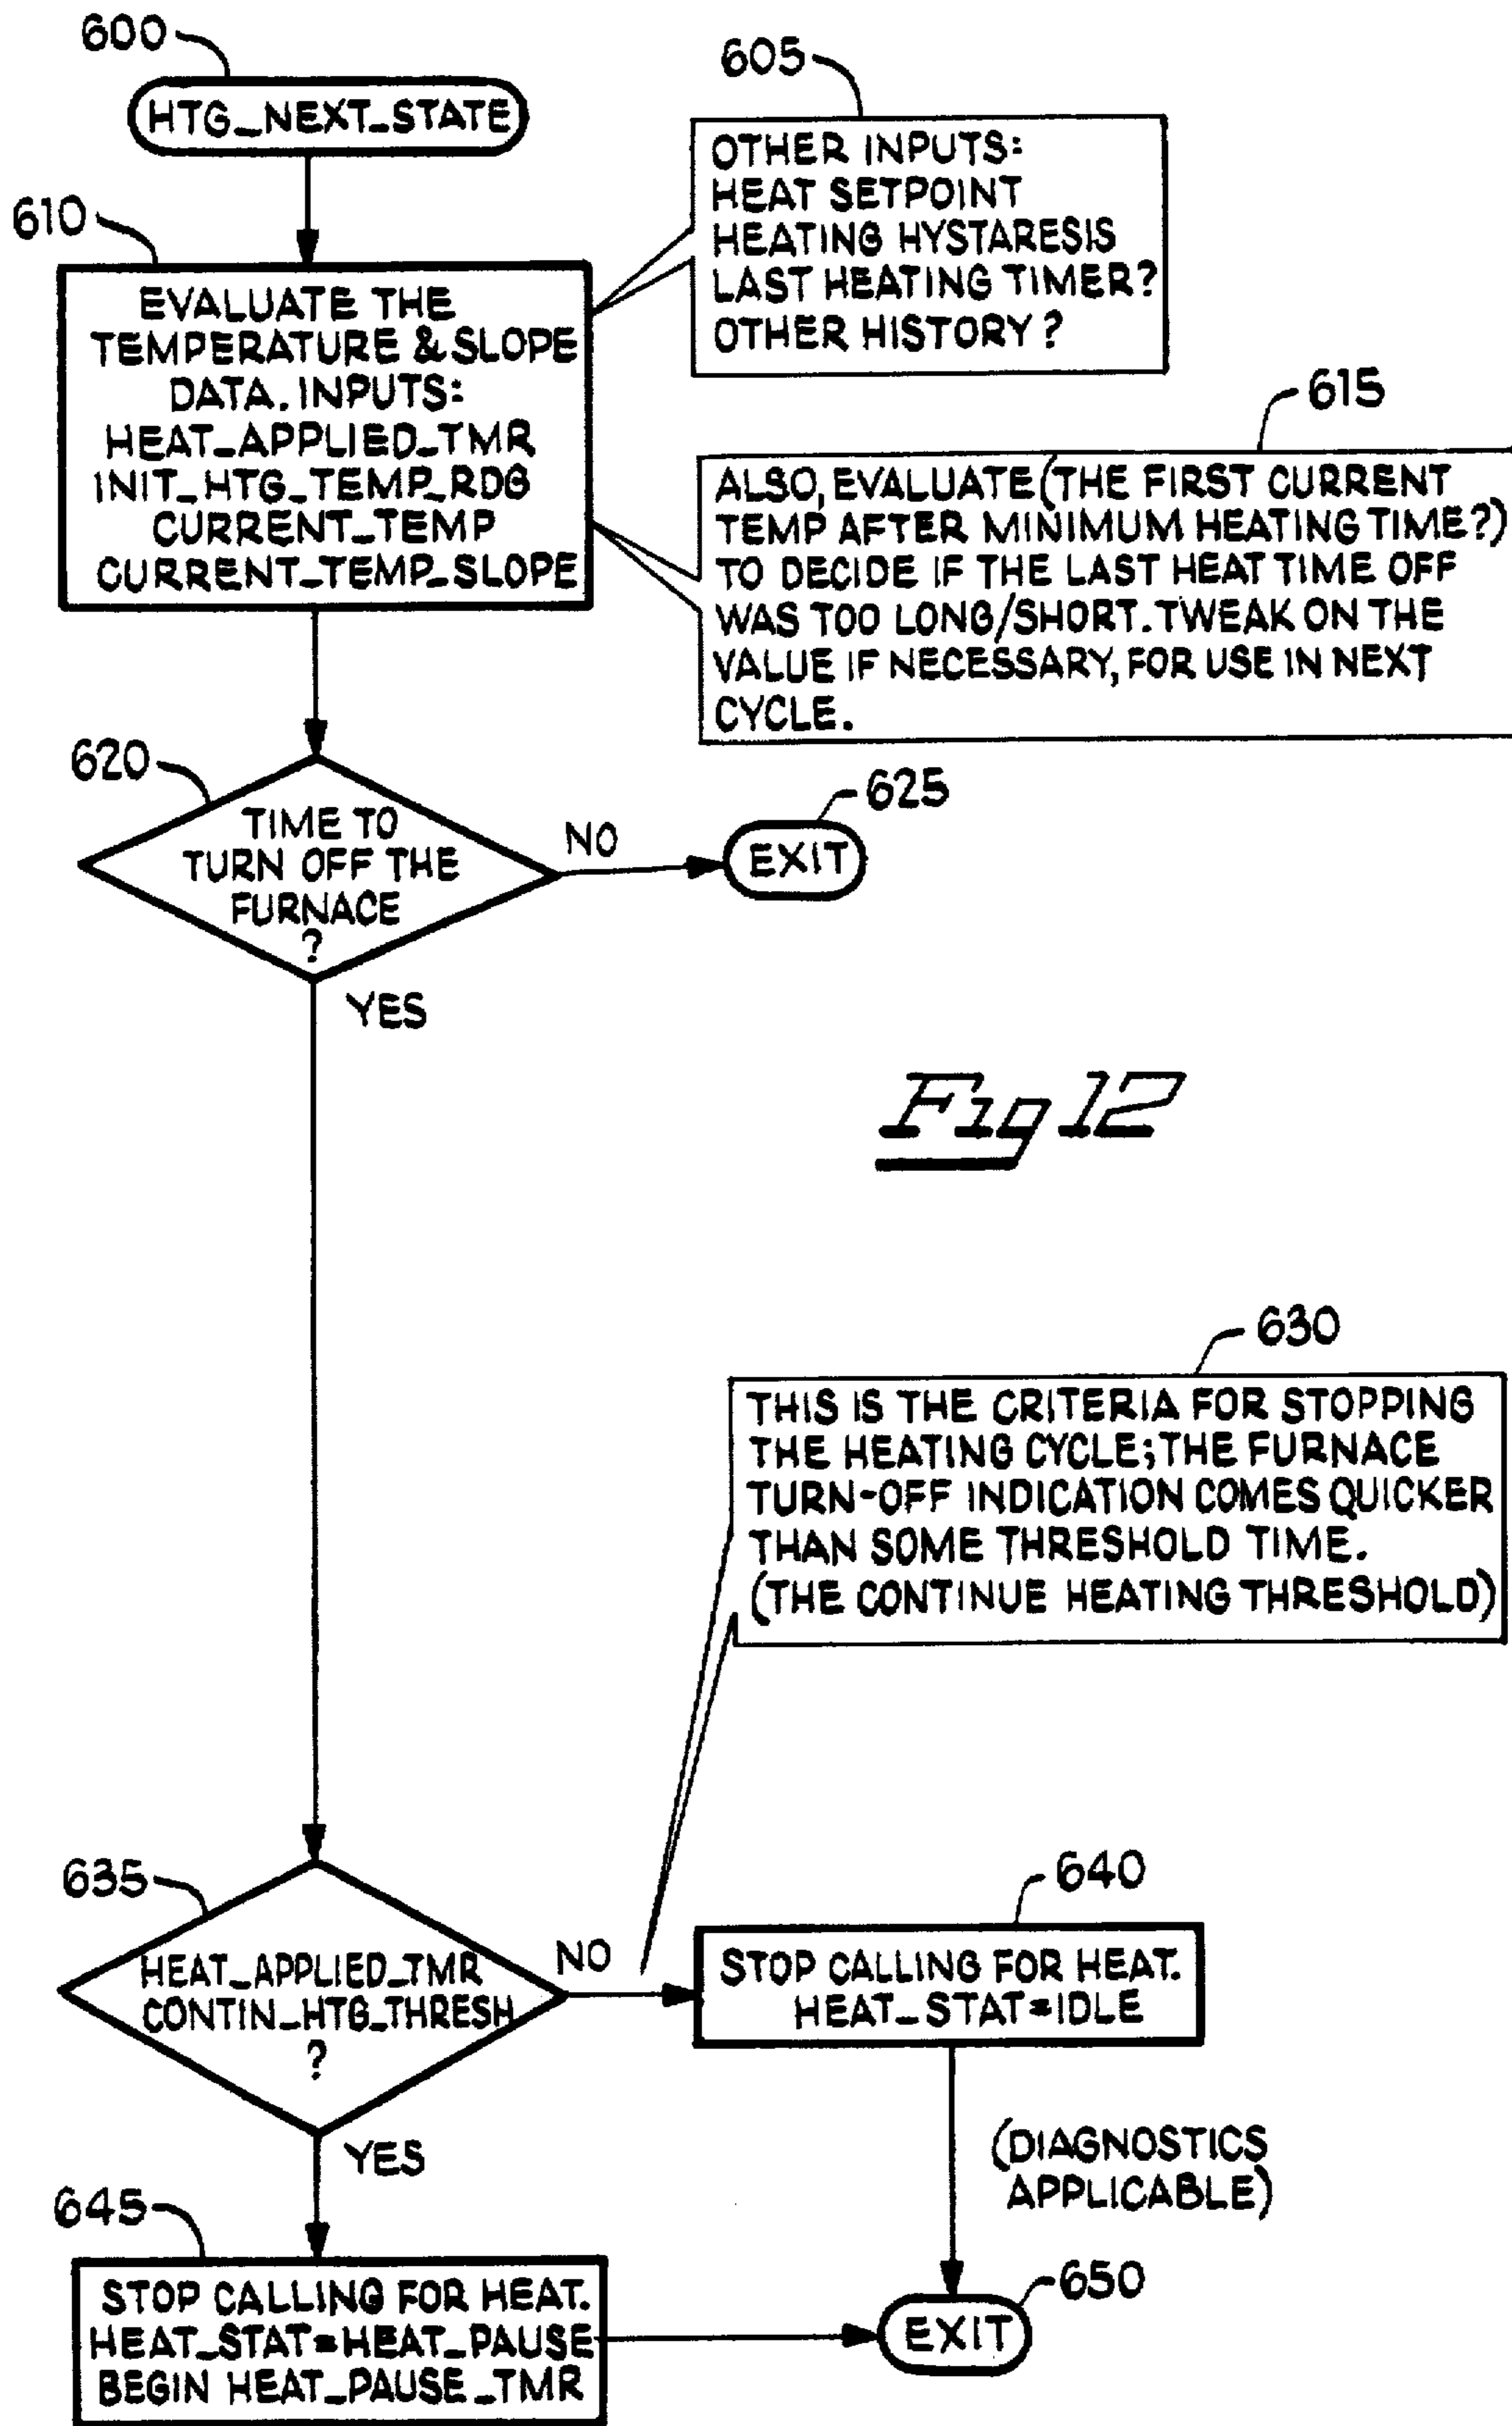 600
HTG_NEXT_STATE
605
OTHER INPUTS:
HEAT SETPOINT
HEATING HYSTARESIS
LAST HEATING TIMER?
OTHER HISTORY?
610
EVALUATE THE
TEMPERATURE & SLOPE
DATA. INPUTS:
HEAT_APPLIED_TMR
INIT_HTG_TEMP_RDG
CURRENT_TEMP
CURRENT_TEMP_SLOPE
615
ALSO, EVALUATE (THE FIRST CURRENT
TEMP AFTER MINIMUM HEATING TIME?)
TO DECIDE IF THE LAST HEAT TIME OFF
WAS TOO LONG/SHORT. TWEAK ON THE
VALUE IF NECESSARY, FOR USE IN NEXT
CYCLE.
620
TIME TO
TURN OFF THE
FURNACE
?
NO
625
EXIT
YES
Fig 12
630
THIS IS THE CRITERIA FOR STOPPING
THE HEATING CYCLE; THE FURNACE
TURN-OFF INDICATION COMES QUICKER
THAN SOME THRESHOLD TIME.
(THE CONTINUE HEATING THRESHOLD)
635
HEAT_APPLIED_TMR
CONTIN_HTG_THRESH
?
NO
640
STOP CALLING FOR HEAT.
HEAT_STAT=IDLE
YES
(DIAGNOSTICS
APPLICABLE)
645
STOP CALLING FOR HEAT.
HEAT_STAT=HEAT_PAUSE
BEGIN HEAT_PAUSE_TMR
650
EXIT